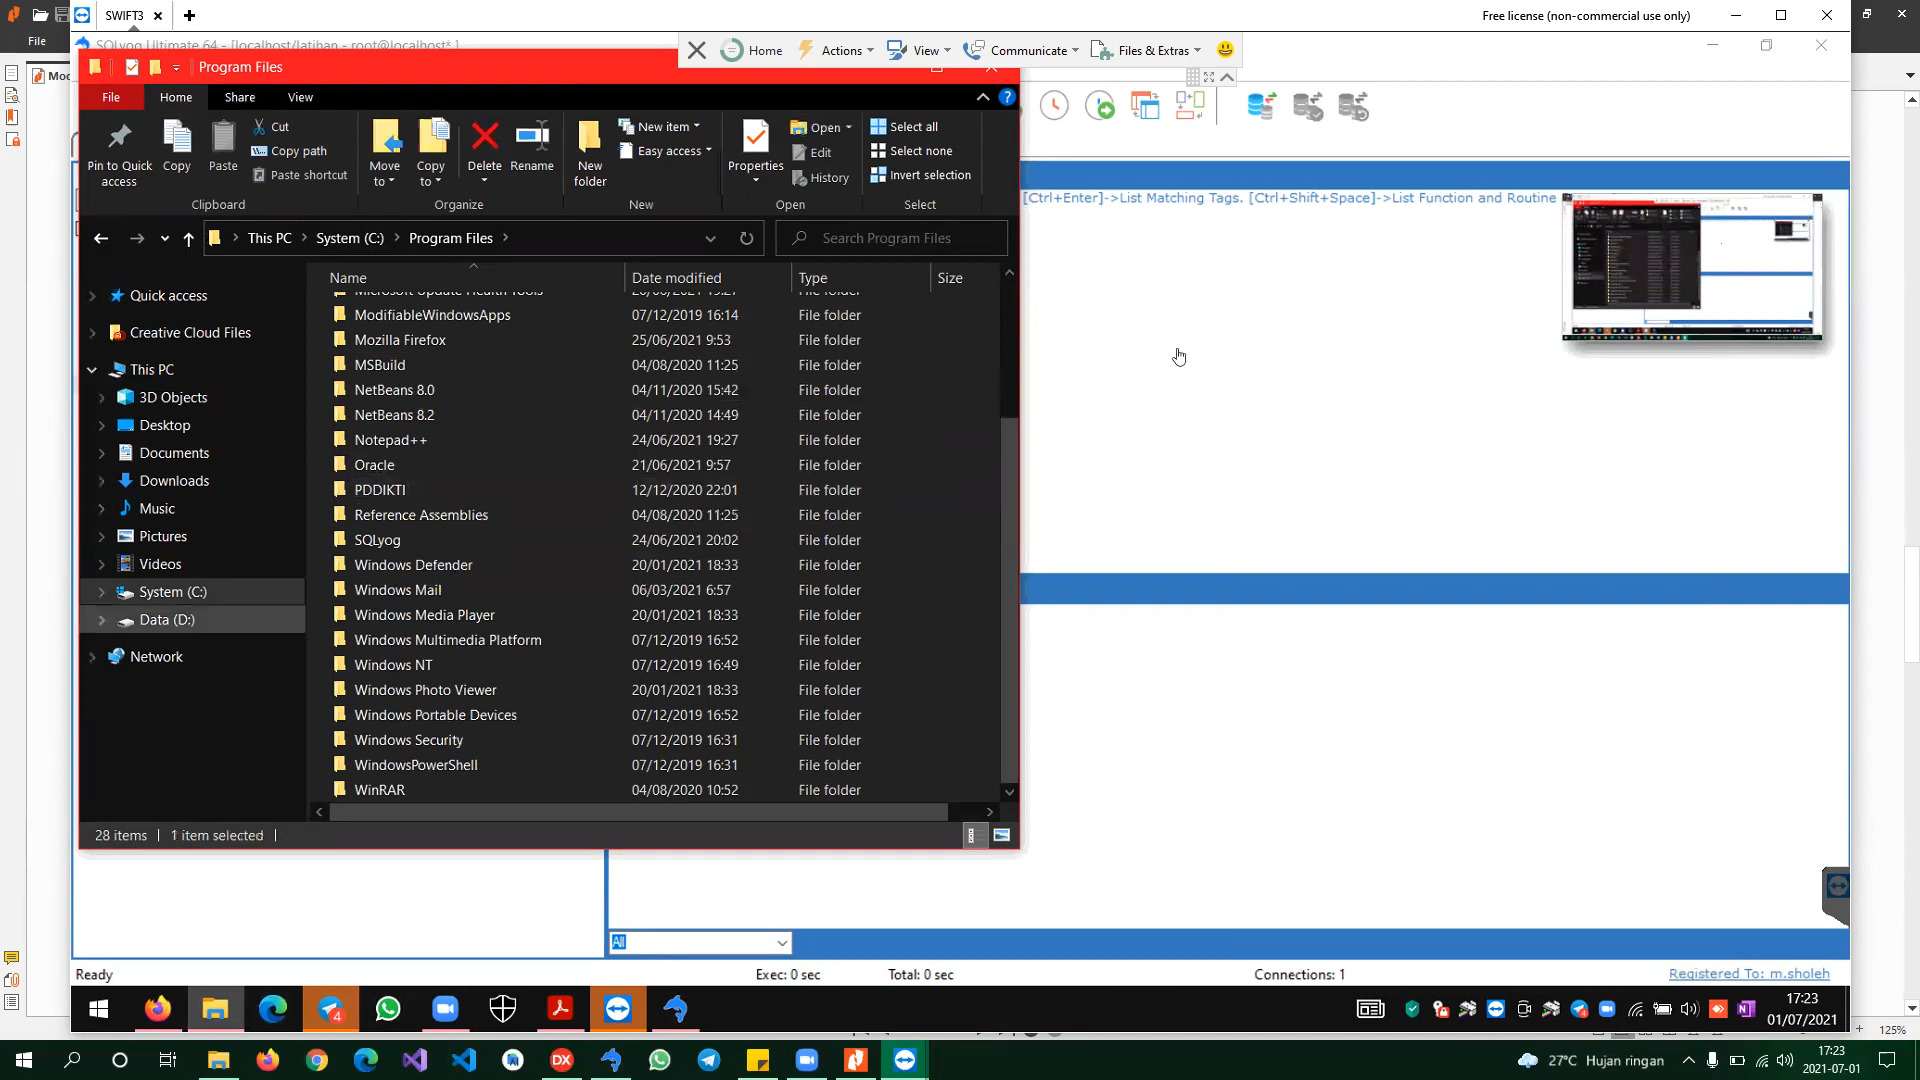 SWIFT3
Free license (non-commercial use only)
File
SQLyog Ultimate 64 - [localhost/latihan - root@localhost*]
Home
Actions
View
Communicate
Files & Extras
Program Files
File
Home
Share
View
Pin to Quick access
Copy
Paste
Cut
Copy path
Paste shortcut
Clipboard
Move to
Copy to
Delete
Rename
Organize
New folder
New item
Easy access
New
Properties
Open
Edit
History
Open
Select all
Select none
Invert selection
Select
[Ctrl+Enter]->List Matching Tags. [Ctrl+Shift+Space]->List Function and Routine
This PC
System (C:)
Program Files
Search Program Files
Name
Date modified
Type
Size
Quick access
Creative Cloud Files
This PC
3D Objects
Desktop
Documents
Downloads
Music
Pictures
Videos
System (C:)
Data (D:)
Network
ModifiableWindowsApps 07/12/2019 16:14 File folder
Mozilla Firefox 25/06/2021 9:53 File folder
MSBuild 04/08/2020 11:25 File folder
NetBeans 8.0 04/11/2020 15:42 File folder
NetBeans 8.2 04/11/2020 14:49 File folder
Notepad++ 24/06/2021 19:27 File folder
Oracle 21/06/2021 9:57 File folder
PDDIKTI 12/12/2020 22:01 File folder
Reference Assemblies 04/08/2020 11:25 File folder
SQLyog 24/06/2021 20:02 File folder
Windows Defender 20/01/2021 18:33 File folder
Windows Mail 06/03/2021 6:57 File folder
Windows Media Player 20/01/2021 18:33 File folder
Windows Multimedia Platform 07/12/2019 16:52 File folder
Windows NT 07/12/2019 16:49 File folder
Windows Photo Viewer 20/01/2021 18:33 File folder
Windows Portable Devices 07/12/2019 16:52 File folder
Windows Security 07/12/2019 16:31 File folder
WindowsPowerShell 07/12/2019 16:31 File folder
WinRAR 04/08/2020 10:52 File folder
28 items
1 item selected
All
Ready
Exec: 0 sec
Total: 0 sec
Connections: 1
Registered To: m.sholeh
4
17:23
01/07/2021
125%
DX
27°C Hujan ringan
17:23
2021-07-01